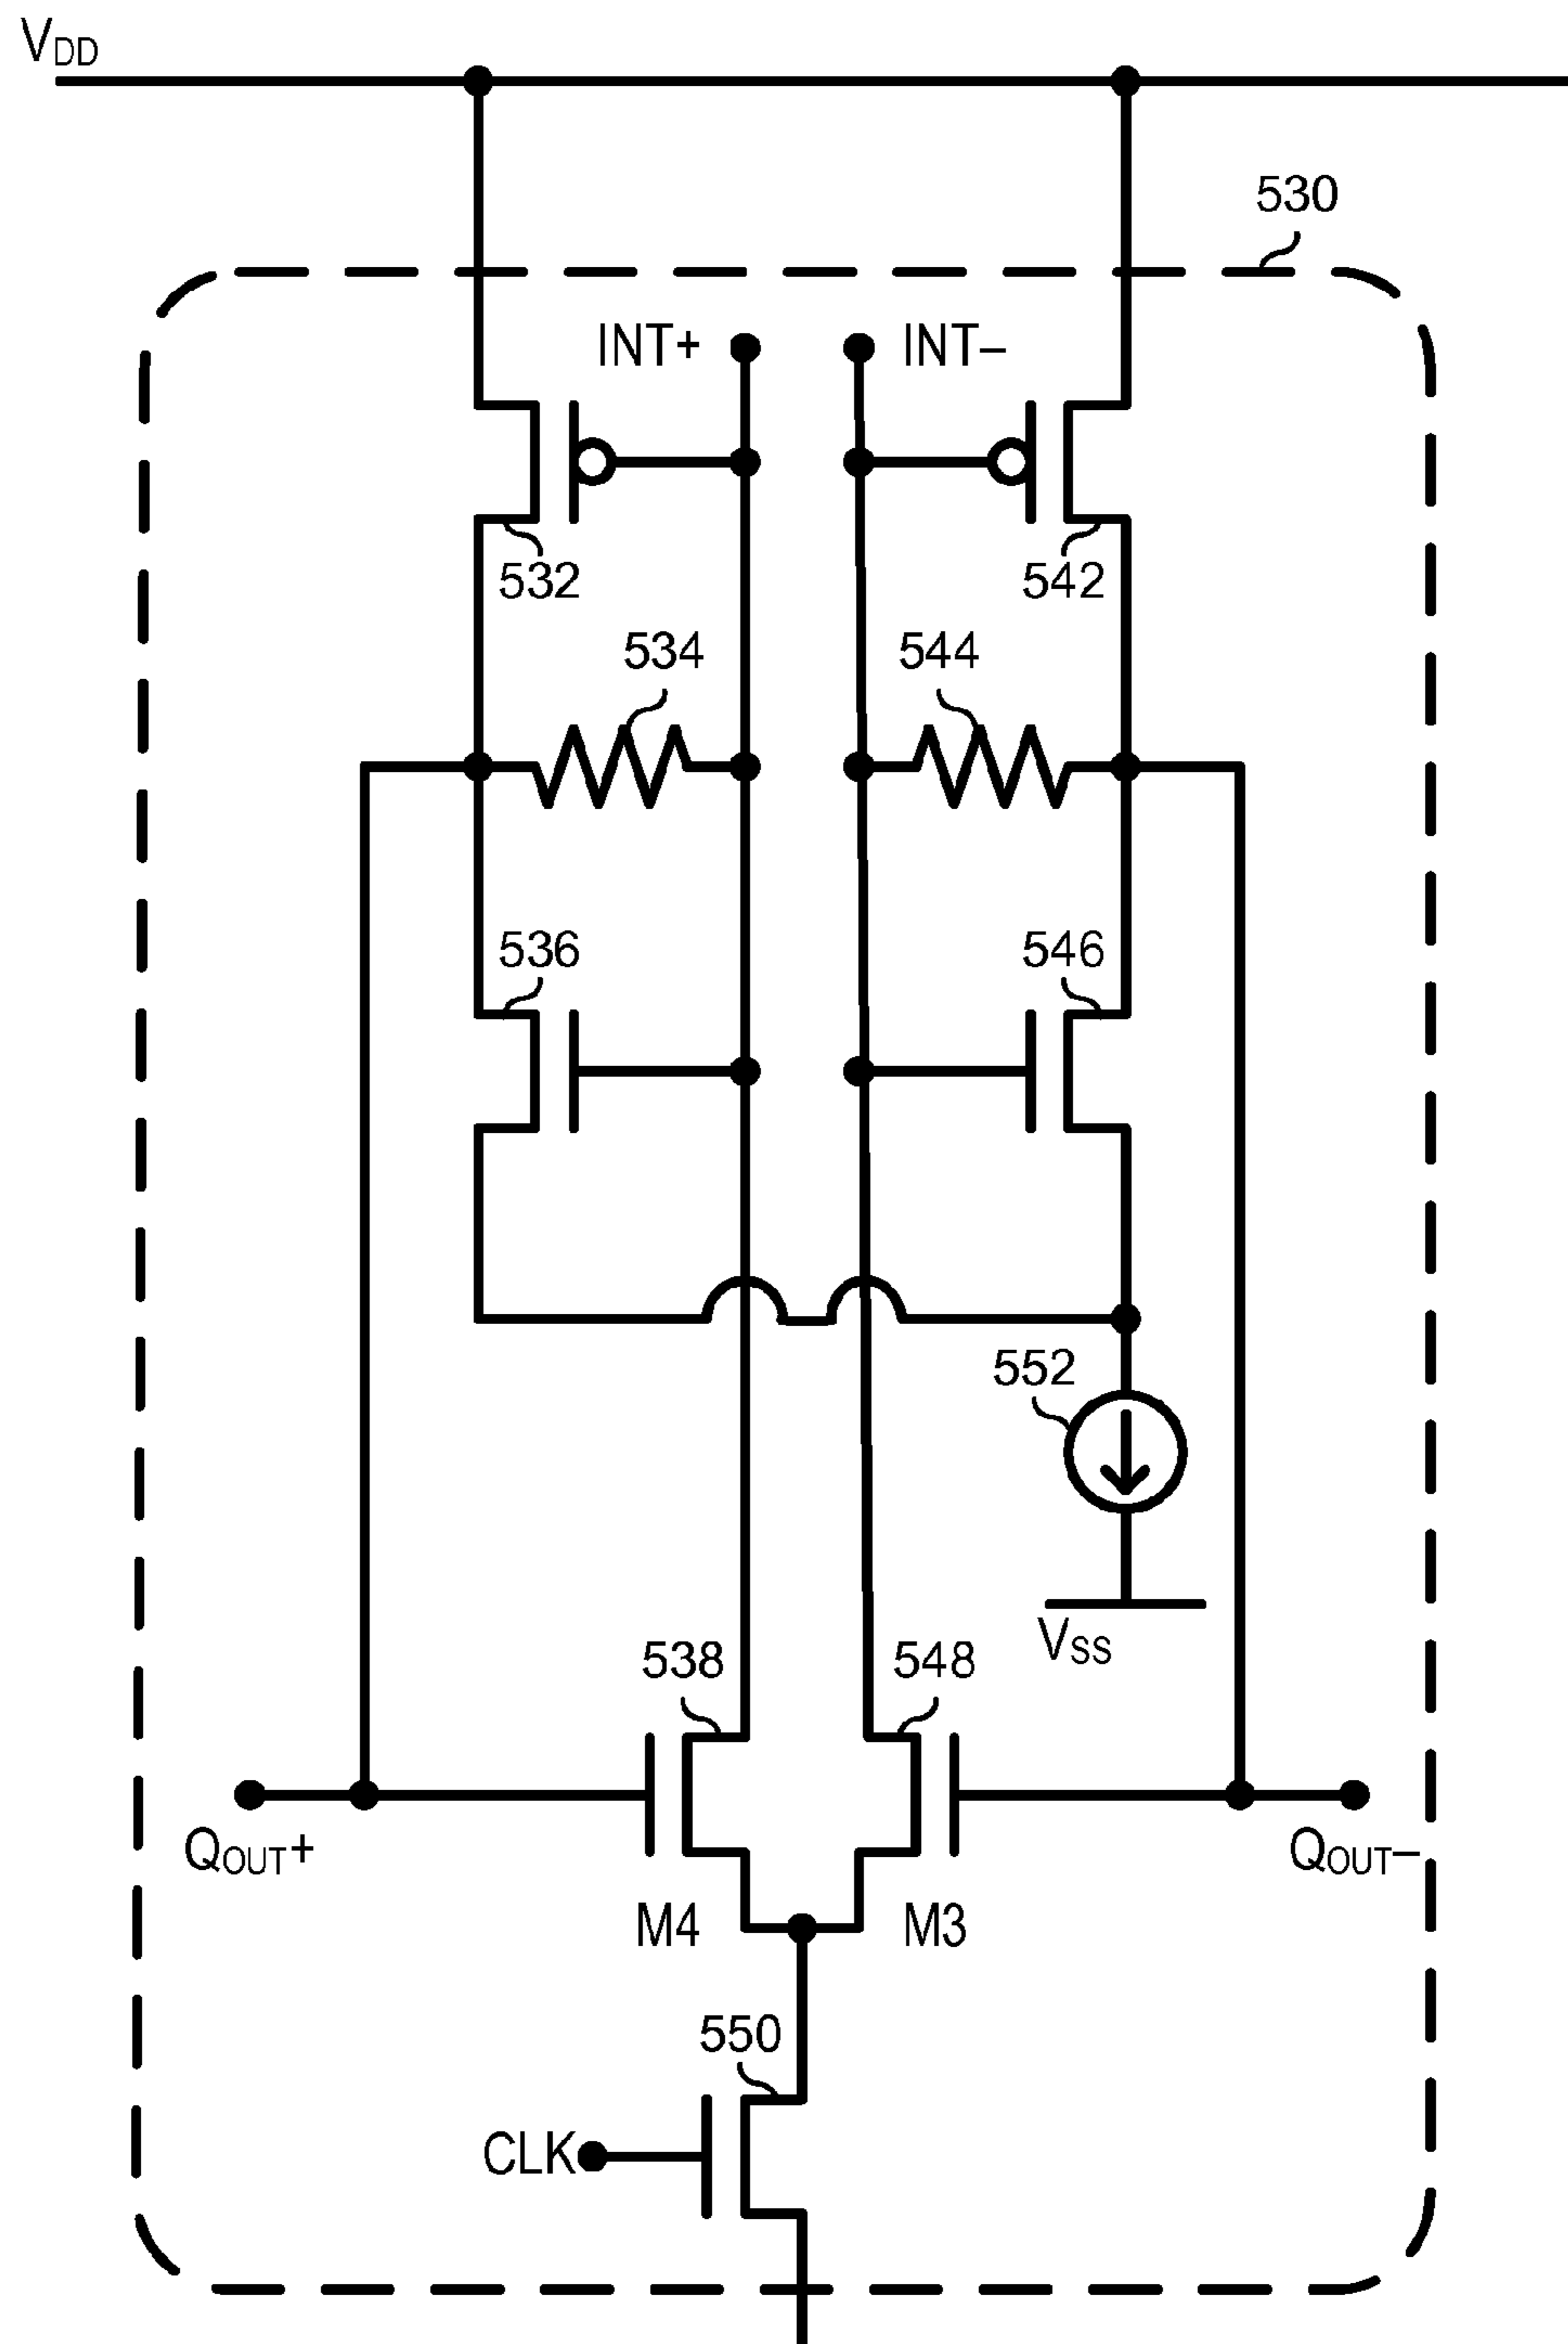 VDD
530
INT+ INT–
532 542
534 544
536 546
552
VSS
538 548
QOUT+ QOUT–
M4 M3
550
CLK